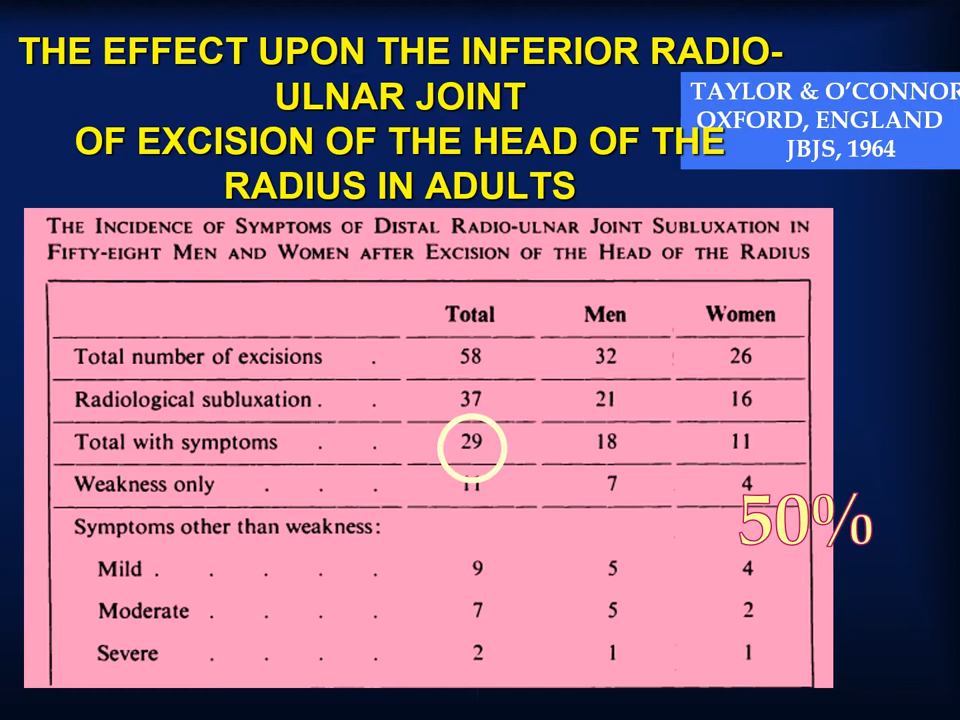 THE EFFECT UPON THE INFERIOR RADIO-
ULNAR JOINT
OF EXCISION OF THE HEAD OF THE
RADIUS IN ADULTS
TAYLOR & O’CONNOR
OXFORD, ENGLAND
JBJS, 1964
THE INCIDENCE OF SYMPTOMS OF DISTAL RADIO-ULNAR JOINT SUBLUXATION IN
FIFTY-EIGHT MEN AND WOMEN AFTER EXCISION OF THE HEAD OF THE RADIUS
Total Men Women
Total number of excisions . 58 32 26
Radiological subluxation . . 37 21 16
Total with symptoms . . 29 18 11
Weakness only . . . 11 7 4
50%
Symptoms other than weakness:
Mild . . . . . 9 5 4
Moderate . . . . 7 5 2
Severe . . . . 2 1 1